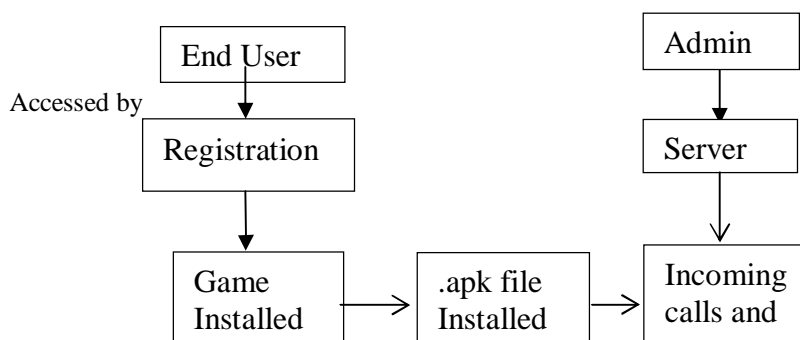 End User
Admin
Accessed by
Registration
Server
Game
Installed
.apk file
Installed
Incoming
calls and